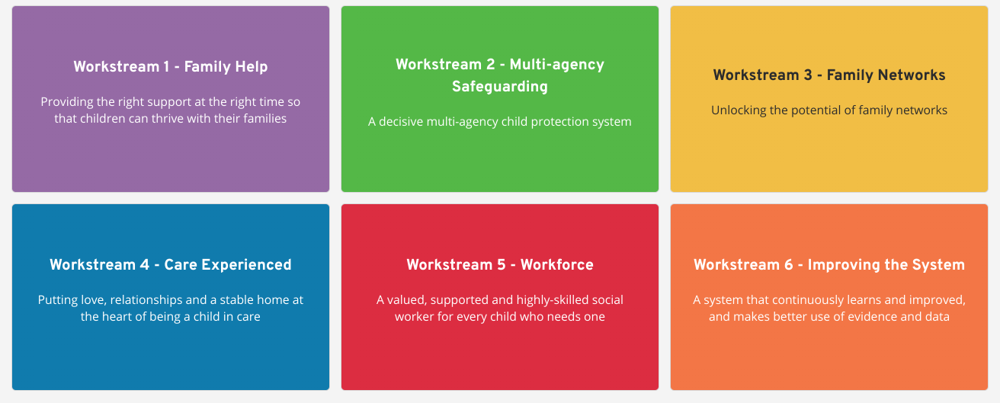 Workstream 1 - Family Help
Providing the right support at the right time so
that children can thrive with their families
Workstream 2 - Multi-agency
Safeguarding
A decisive multi-agency child protection system
Workstream 3 - Family Networks
Unlocking the potential of family networks
Workstream 4 - Care Experienced
Putting love, relationships and a stable home at
the heart of being a child in care
Workstream 5 - Workforce
A valued, supported and highly-skilled social
worker for every child who needs one
Workstream 6 - Improving the System
A system that continuously learns and improved,
and makes better use of evidence and data